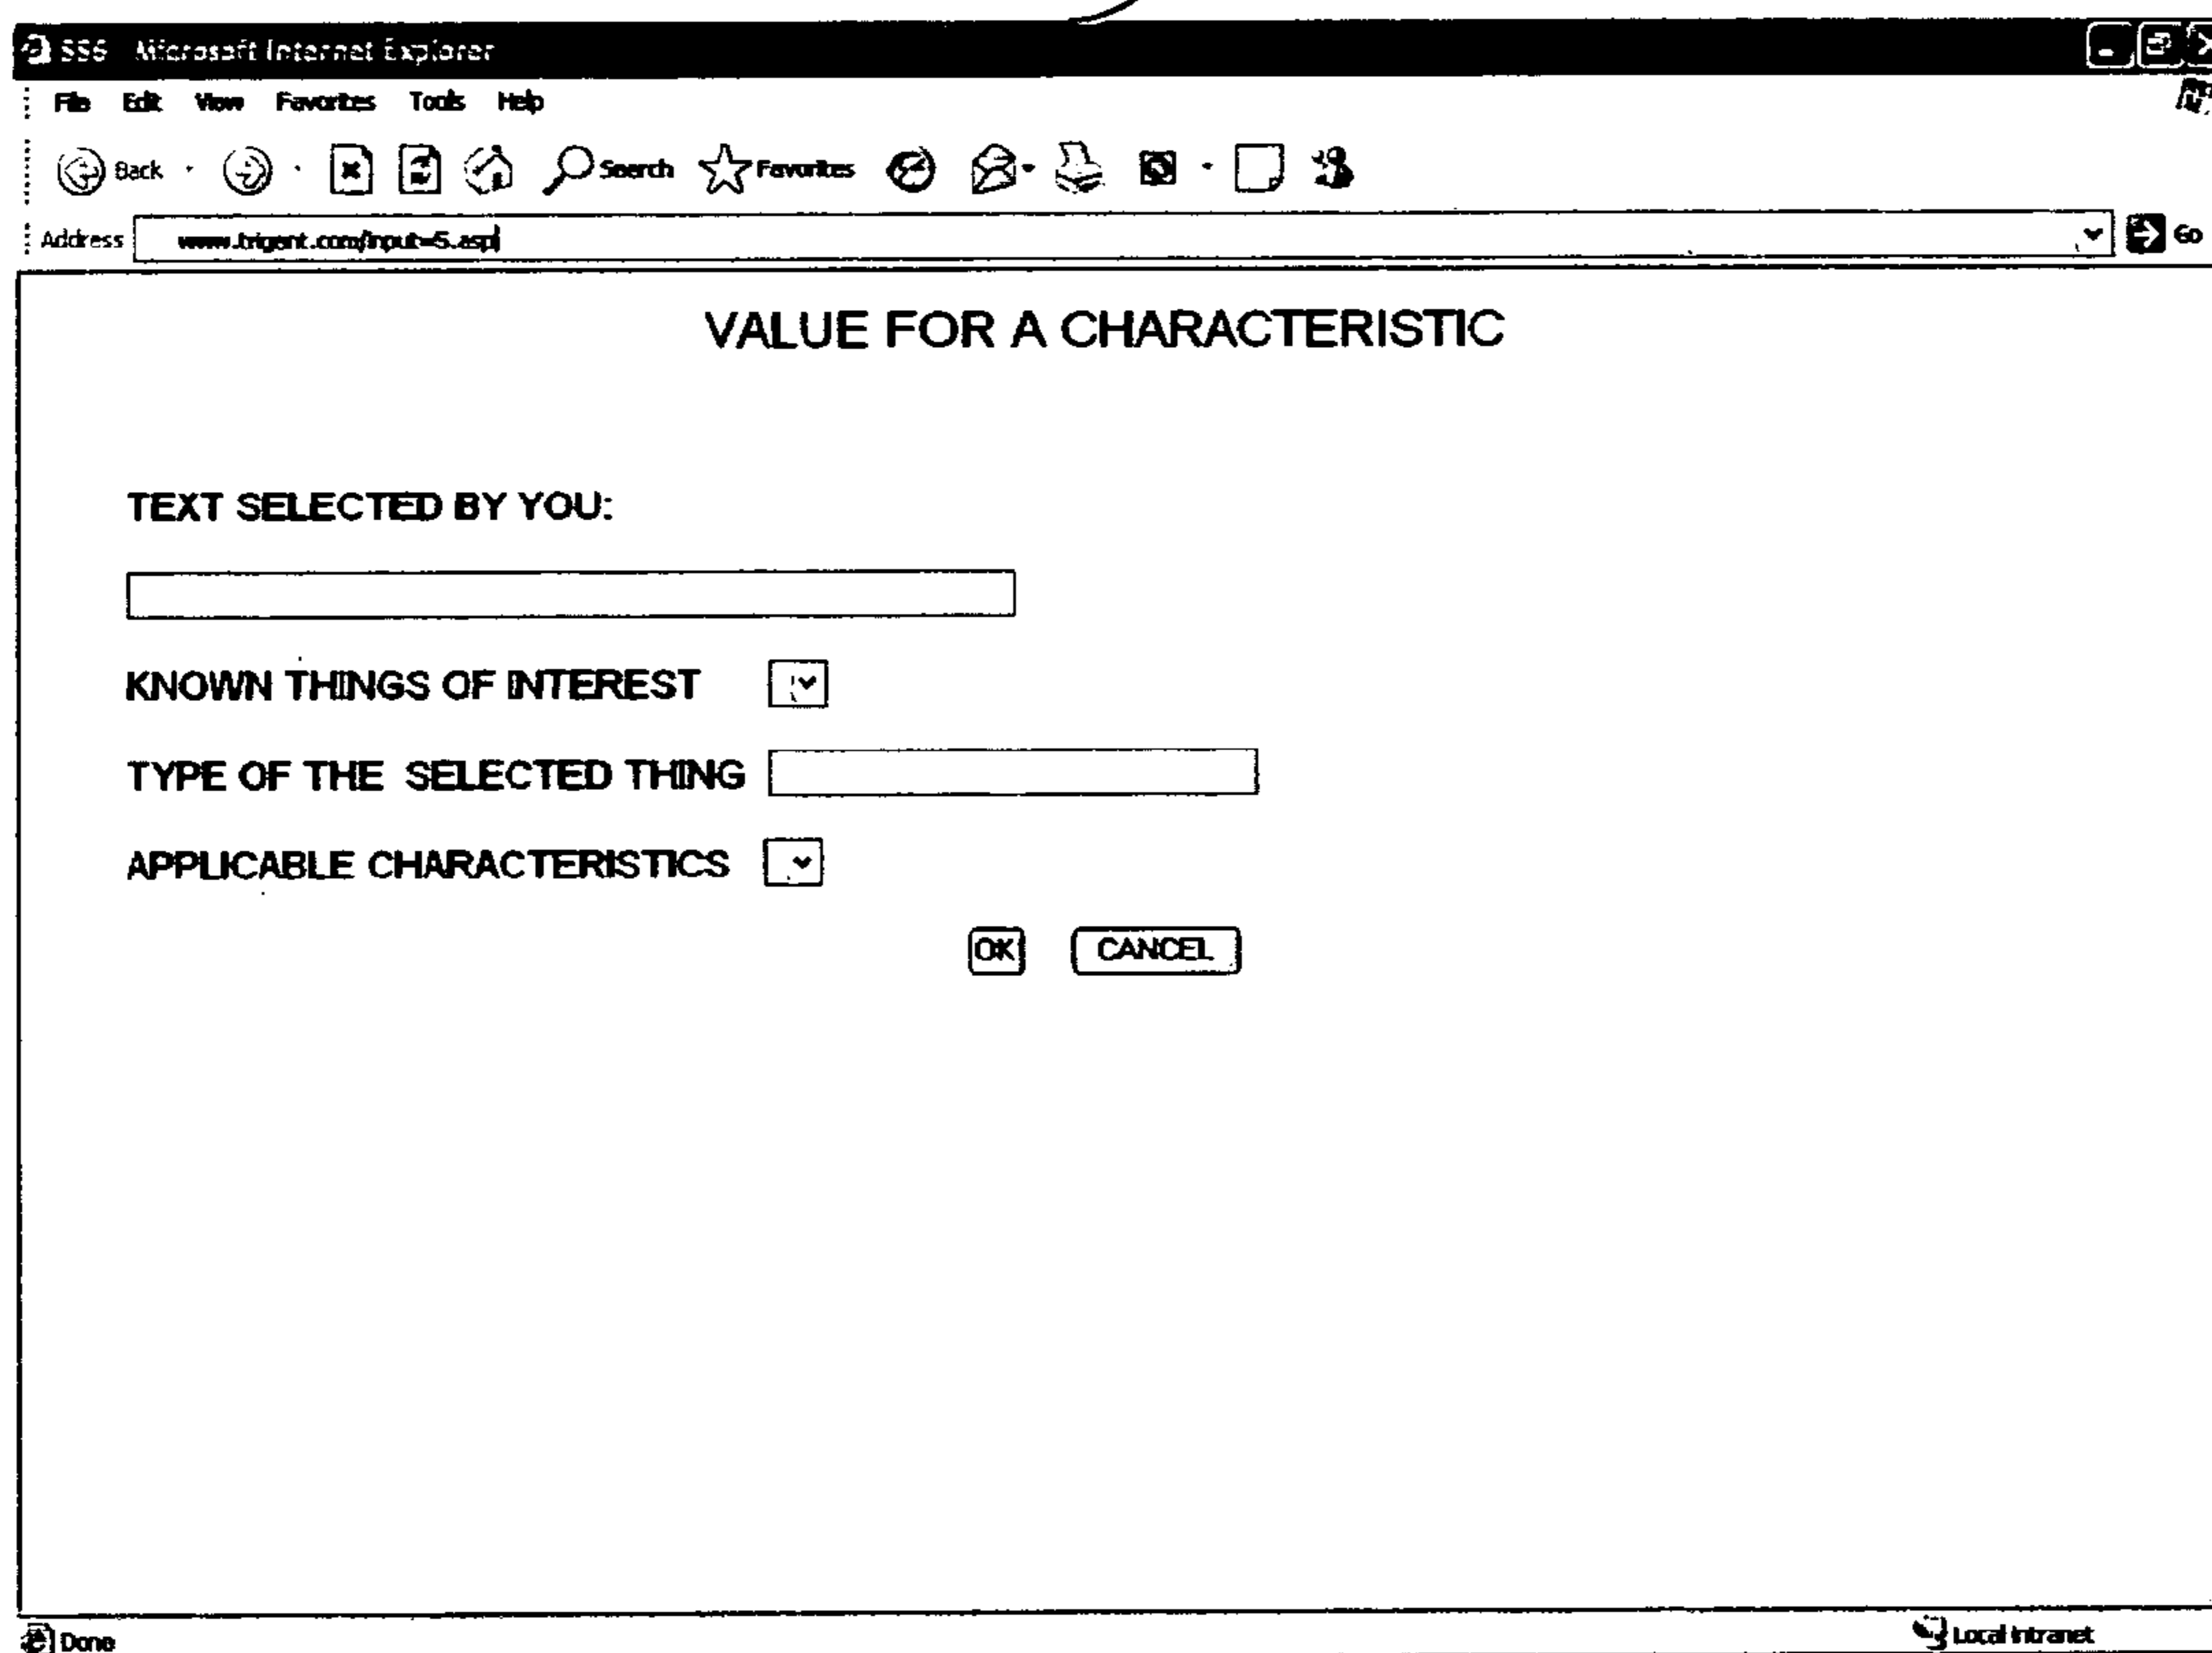 SSG Microsoft Internet Explorer
File Edit View Favorites Tools Help
Back Search Favorites
Address www.trigent.com/input=5.asp Go
VALUE FOR A CHARACTERISTIC
TEXT SELECTED BY YOU:
KNOWN THINGS OF INTEREST
TYPE OF THE SELECTED THING
APPLICABLE CHARACTERISTICS
OK CANCEL
Done Local intranet